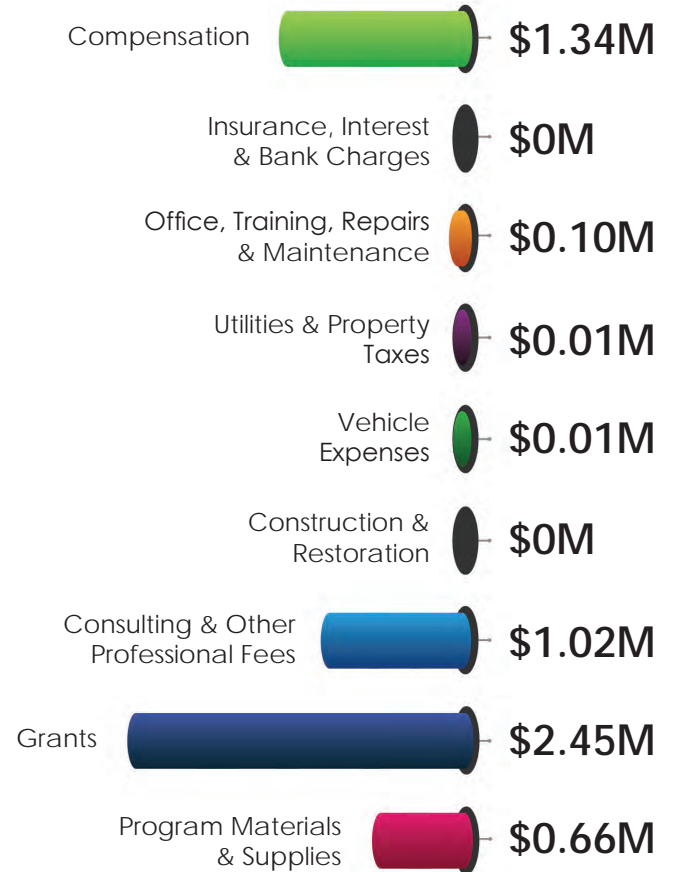 Compensation $1.34M
Insurance, Interest
& Bank Charges $0M
Office, Training, Repairs
& Maintenance $0.10M
Utilities & Property
Taxes $0.01M
Vehicle
Expenses $0.01M
Construction &
Restoration $0M
Consulting & Other
Professional Fees $1.02M
Grants $2.45M
Program Materials
& Supplies $0.66M